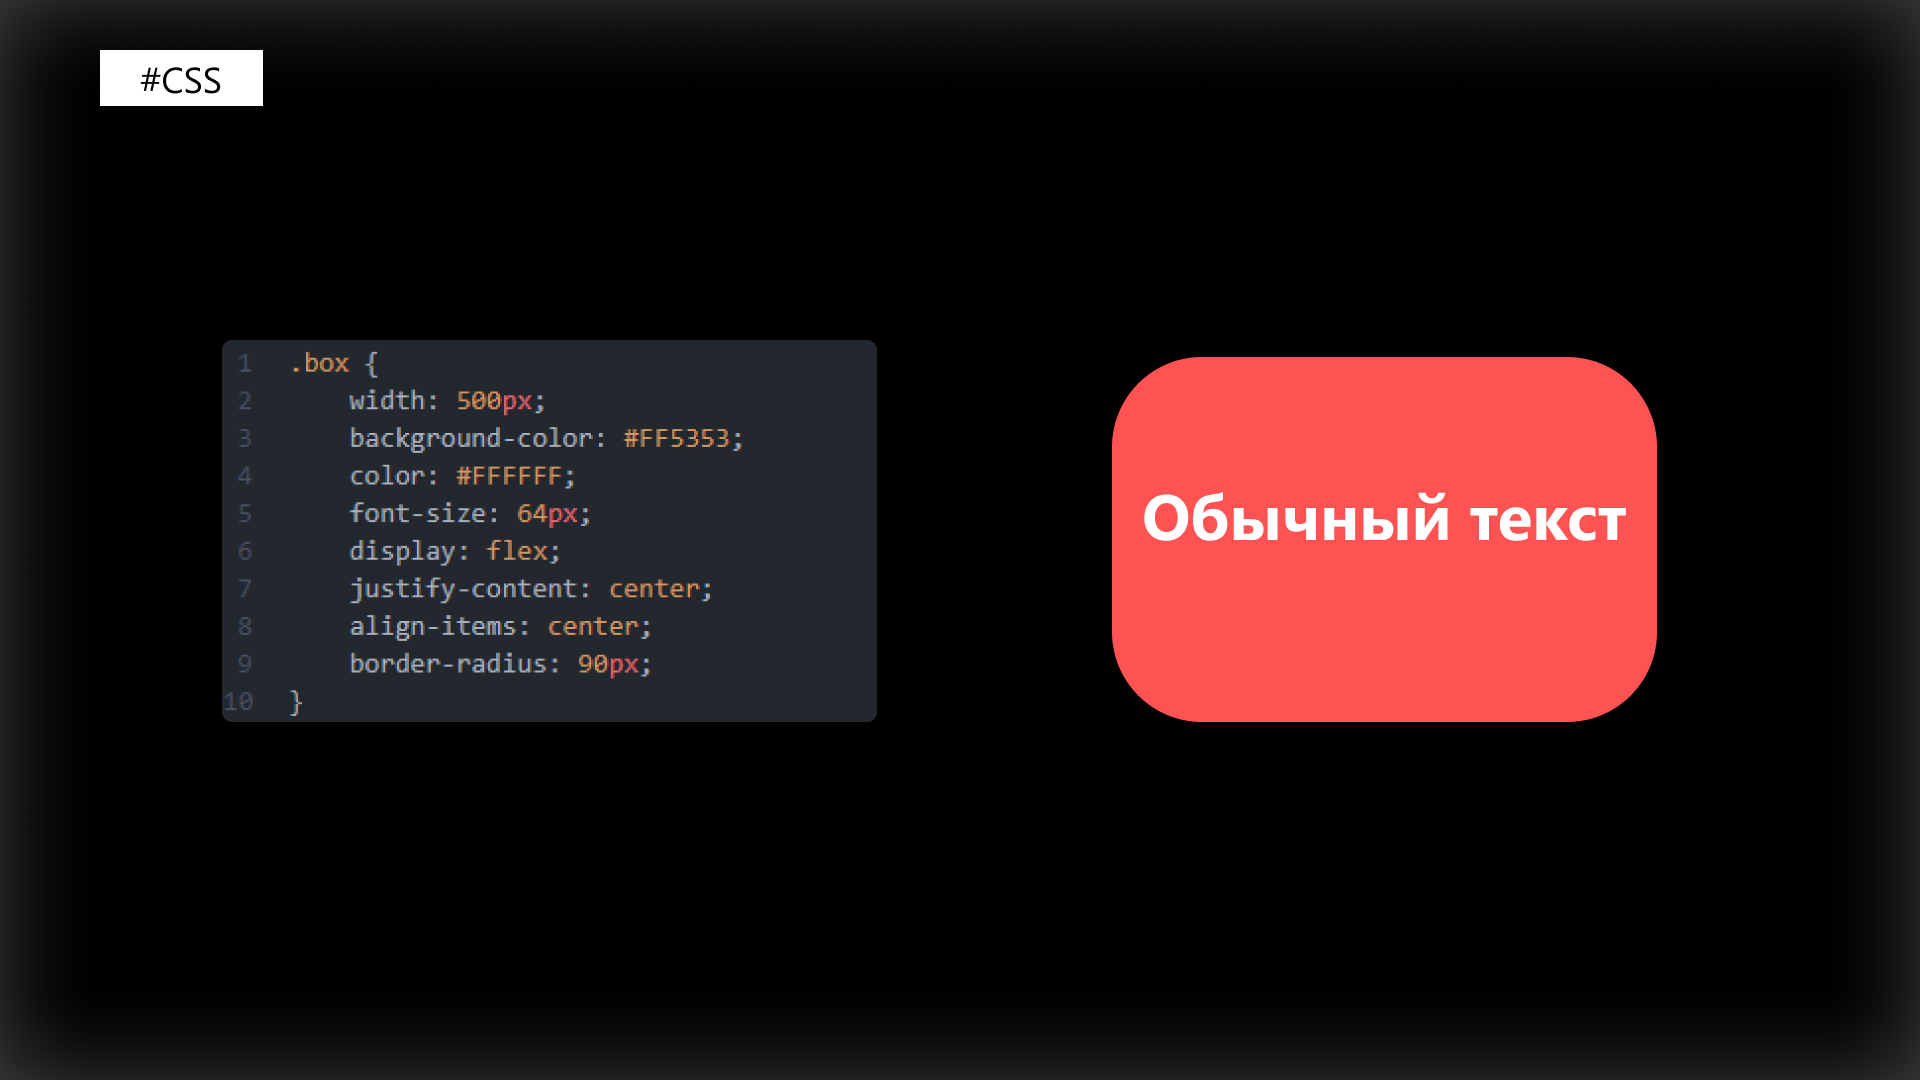 #CSS
1 .box {
2 width: 500px;
3 background-color: #FF5353;
4 color: #FFFFFF;
5 font-size: 64px;
6 display: flex;
7 justify-content: center;
8 align-items: center;
9 border-radius: 90px;
10 }
Обычный текст